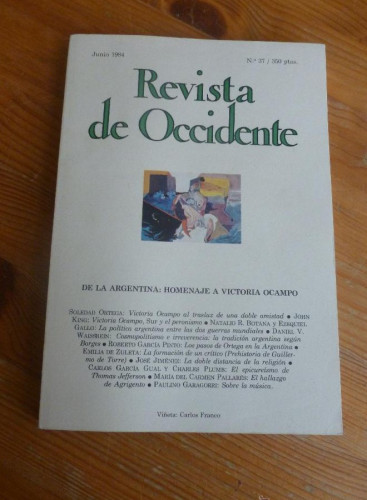 Junio 1984 N.º 37 / 350 ptas.
Revista
de Occidente
DE LA ARGENTINA: HOMENAJE A VICTORIA OCAMPO
SOLEDAD ORTEGA: Victoria Ocampo al trasluz de una doble amistad ● JOHN
KING: Victoria Ocampo, Sur y el peronismo ● NATALIO R. BOTANA y EZEQUIEL
GALLO: La política argentina entre las dos guerras mundiales ● DANIEL V.
WAISBEIN: Cosmopolitismo e irreverencia: la tradición argentina según
Borges ● ROBERTO GARCÍA PINTO: Los pasos de Ortega en la Argentina ●
EMILIA DE ZULETA: La formación de un crítico (Prehistoria de Guiller-
mo de Torre) ● JOSÉ JIMÉNEZ: La doble distancia de la religión ●
CARLOS GARCÍA GUAL Y CHARLES PLUMB: El epicureísmo de
Thomas Jefferson ● MARÍA DEL CARMEN PALLARÉS: El hallazgo
de Agrigento ● PAULINO GARAGORRI: Sobre la música.
Viñeta: Carlos Franco